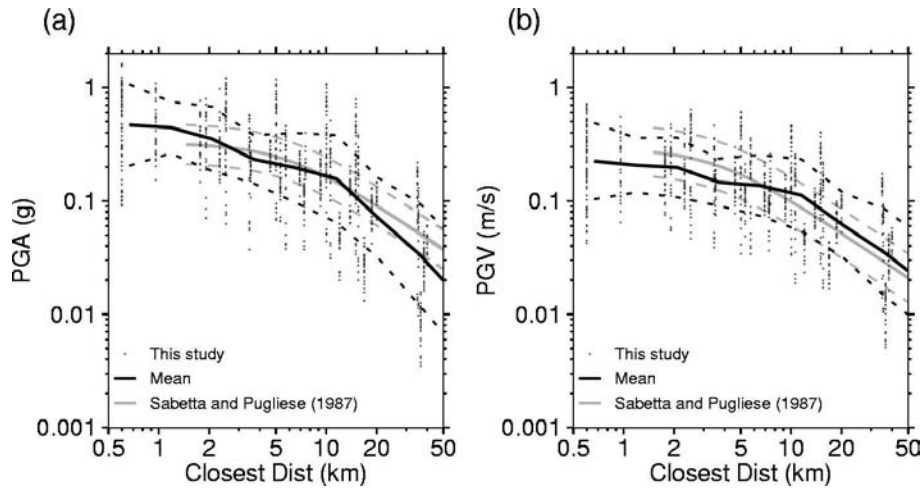 (a)
PGA (g)
1
0.1
0.01
0.001
This study
Mean
Sabetta and Pugliese (1987)
0.5 1 2 5 10 20 50
Closest Dist (km)
(b)
PGV (m/s)
1
0.1
0.01
0.001
This study
Mean
Sabetta and Pugliese (1987)
0.5 1 2 5 10 20 50
Closest Dist (km)